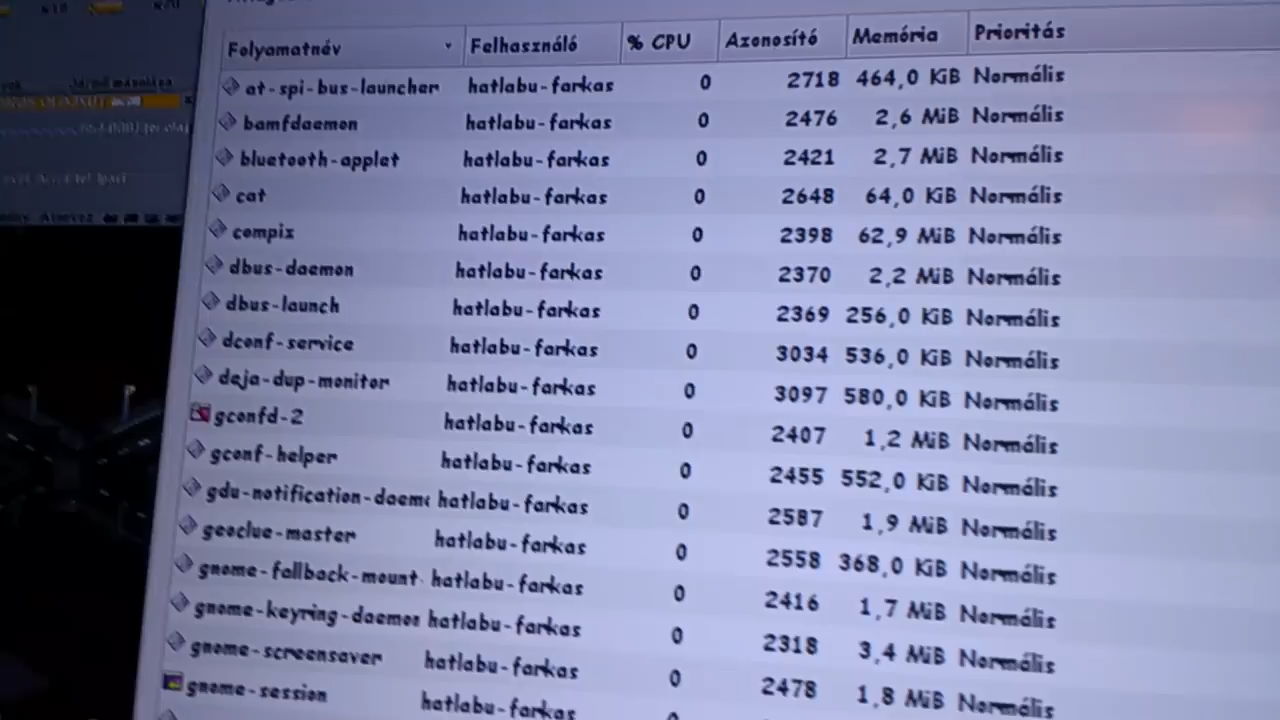 Folyamatnév Felhasználó % CPU Azonosító Memória Prioritás
at-spi-bus-launcher hatlabu-farkas 0 2718 464,0 KiB Normális
bamfdaemon hatlabu-farkas 0 2476 2,6 MiB Normális
bluetooth-applet hatlabu-farkas 0 2421 2,7 MiB Normális
cat hatlabu-farkas 0 2648 64,0 KiB Normális
compiz hatlabu-farkas 0 2398 62,9 MiB Normális
dbus-daemon hatlabu-farkas 0 2370 2,2 MiB Normális
dbus-launch hatlabu-farkas 0 2369 256,0 KiB Normális
dconf-service hatlabu-farkas 0 3034 536,0 KiB Normális
deja-dup-monitor hatlabu-farkas 0 3097 580,0 KiB Normális
gconfd-2 hatlabu-farkas 0 2407 1,2 MiB Normális
gconf-helper hatlabu-farkas 0 2455 552,0 KiB Normális
gdu-notification-daemo hatlabu-farkas 0 2587 1,9 MiB Normális
geoclue-master hatlabu-farkas 0 2558 368,0 KiB Normális
gnome-fallback-mount hatlabu-farkas 0 2416 1,7 MiB Normális
gnome-keyring-daemon hatlabu-farkas 0 2318 3,4 MiB Normális
gnome-screensaver hatlabu-farkas 0 2478 1,8 MiB Normális
gnome-session hatlabu-farkas